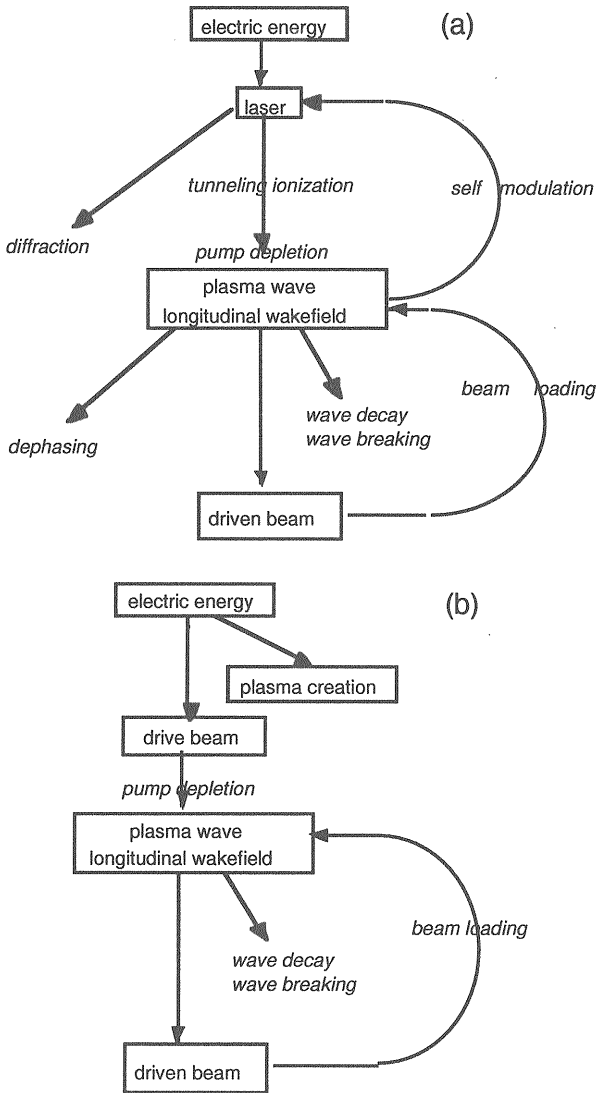 (a)
electric energy
laser
tunneling ionization
self modulation
diffraction
pump depletion
plasma wave
longitudinal wakefield
beam loading
wave decay
wave breaking
dephasing
driven beam
(b)
electric energy
plasma creation
drive beam
pump depletion
plasma wave
longitudinal wakefield
beam loading
wave decay
wave breaking
driven beam